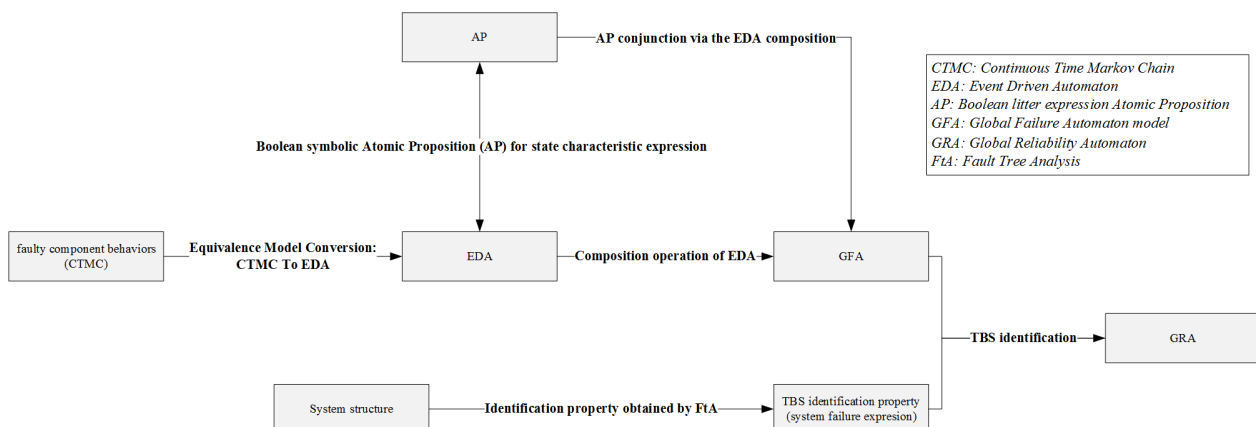 AP
AP conjunction via the EDA composition
CTMC: Continuous Time Markov Chain
EDA: Event Driven Automaton
AP: Boolean litter expression Atomic Proposition
GFA: Global Failure Automaton model
GRA: Global Reliability Automaton
FtA: Fault Tree Analysis
Boolean symbolic Atomic Proposition (AP) for state characteristic expression
faulty component behaviors
(CTMC)
Equivalence Model Conversion:
CTMC To EDA
EDA
Composition operation of EDA
GFA
TBS identification
GRA
System structure
Identification property obtained by FtA
TBS identification property
(system failure expresion)